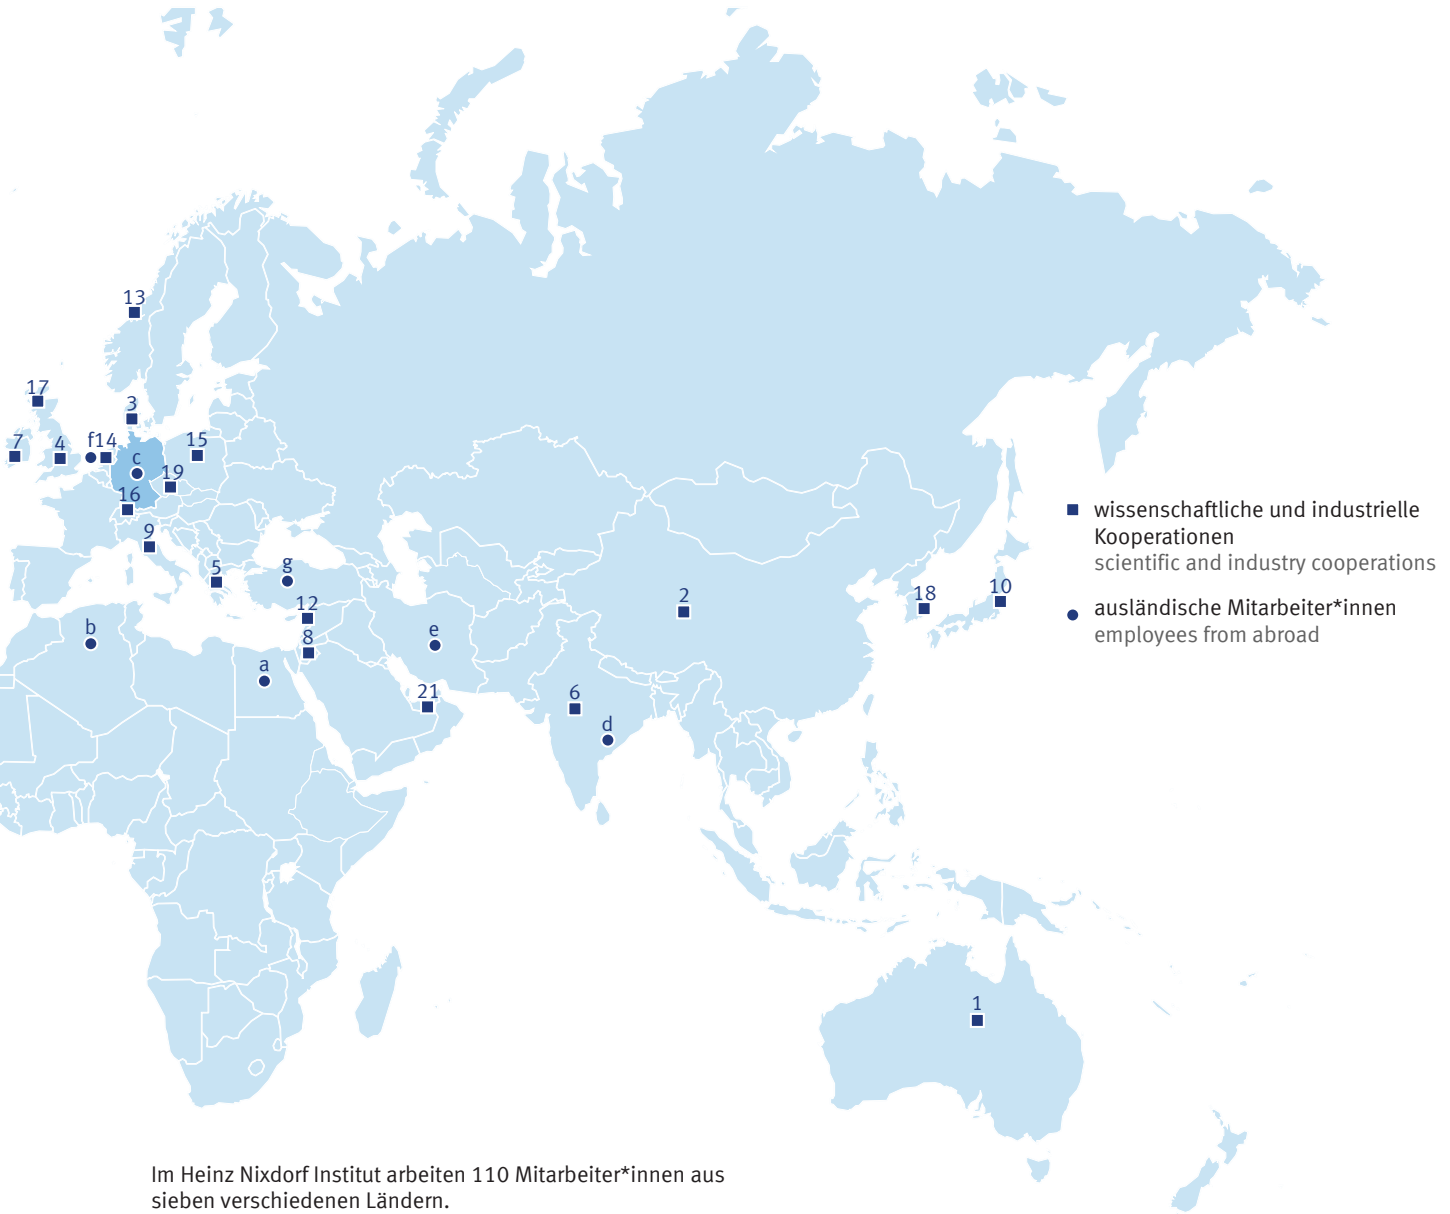 13
17
3
7
4
f14
15
c
19
16
9
5
g
12
8
b
a
e
21
2
6
d
18
10
1
wissenschaftliche und industrielle
Kooperationen
scientific and industry cooperations
ausländische Mitarbeiter*innen
employees from abroad
Im Heinz Nixdorf Institut arbeiten 110 Mitarbeiter*innen aus
sieben verschiedenen Ländern.